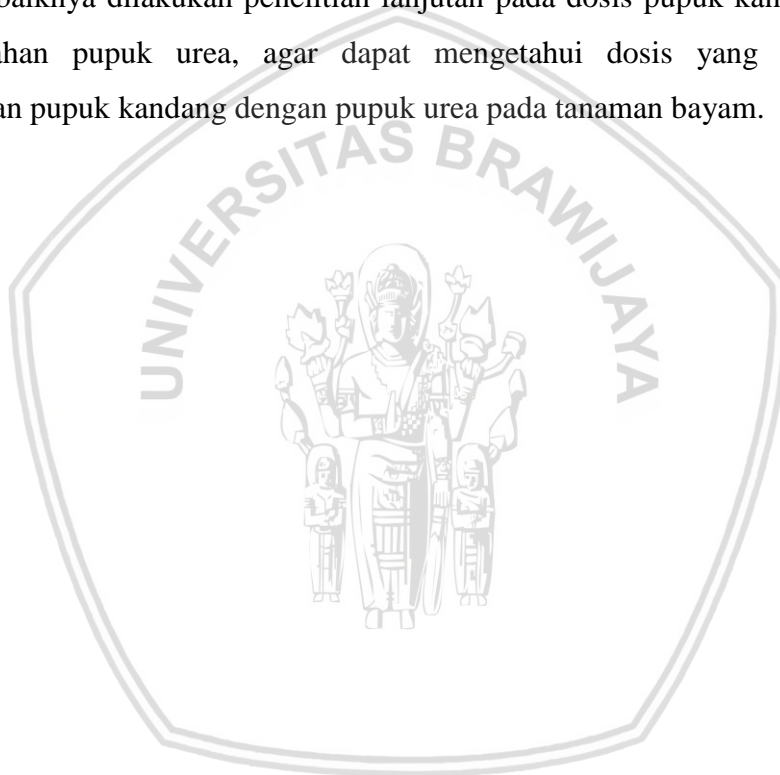 baiknya dilakukan penelitian lanjutan pada dosis pupuk kan
ahan pupuk urea, agar dapat mengetahui dosis yang
an pupuk kandang dengan pupuk urea pada tanaman bayam.
UNIVERSITAS BRAWIJAYA